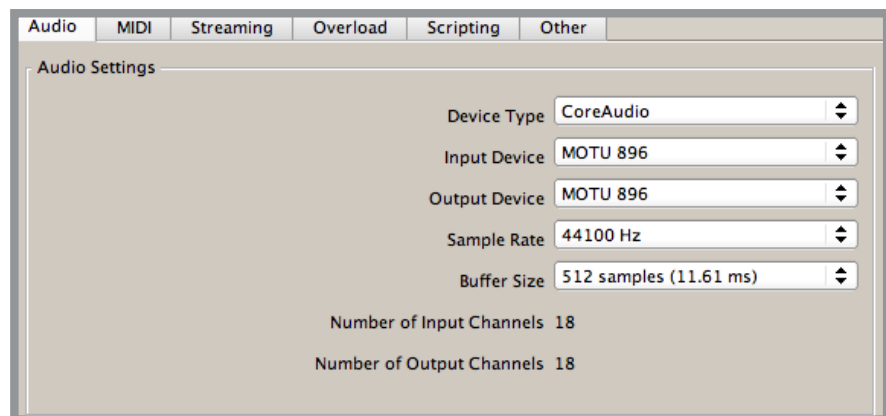 Audio MIDI Streaming Overload Scripting Other
Audio Settings
Device Type CoreAudio
Input Device MOTU 896
Output Device MOTU 896
Sample Rate 44100 Hz
Buffer Size 512 samples (11.61 ms)
Number of Input Channels 18
Number of Output Channels 18